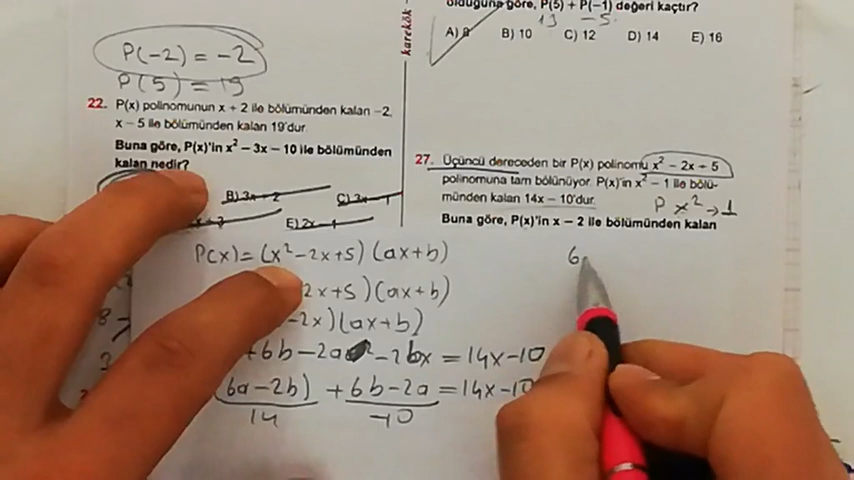 P(-2) = -2
P(5) = 19
22. P(x) polinomunun x + 2 ile bölümünden kalan -2,
x - 5 ile bölümünden kalan 19'dur.
Buna göre, P(x)'in x² - 3x - 10 ile bölümünden
kalan nedir?
B) 3x - 2
E) 2x - 1
karekök
olduğuna göre, P(5) + P(-1) değeri kaçtır?
19 -5
A) 8 B) 10 C) 12 D) 14 E) 16
27. Üçüncü dereceden bir P(x) polinomu x² - 2x + 5
polinomuna tam bölünüyor. P(x)'in x² - 1 ile bölü-
münden kalan 14x - 10'dur.
P x² → 1
Buna göre, P(x)'in x - 2 ile bölümünden kalan
P(x) = (x² - 2x + 5) (ax + b)
2x + 5) (ax + b)
- 2x) (ax + b)
+ 6b - 2a - 2bx = 14x - 10
(6a - 2b) + 6b - 2a = 14x - 10
14 -10
6